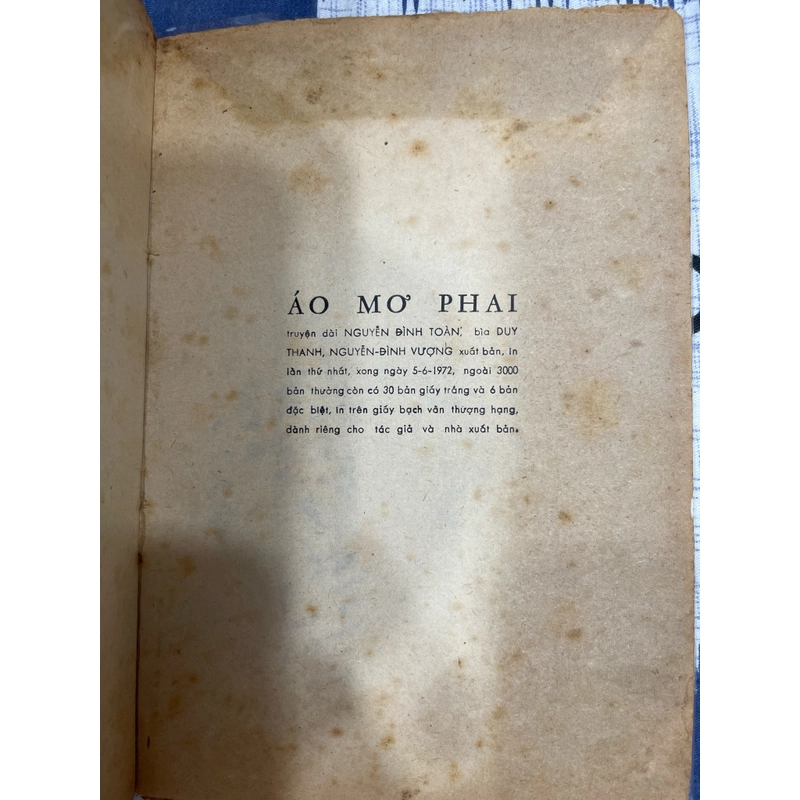 ÁO MƠ PHAI
truyện dài NGUYỄN ĐÌNH TOÀN, bìa DUY
THANH, NGUYỄN-ĐÌNH VƯỢNG xuất bản, In
lần thứ nhất, xong ngày 5-6-1972, ngoài 3000
bản thường còn có 30 bản giấy trắng và 6 bản
đặc biệt, in trên giấy bạch vân thượng hạng,
dành riêng cho tác giả và nhà xuất bản.